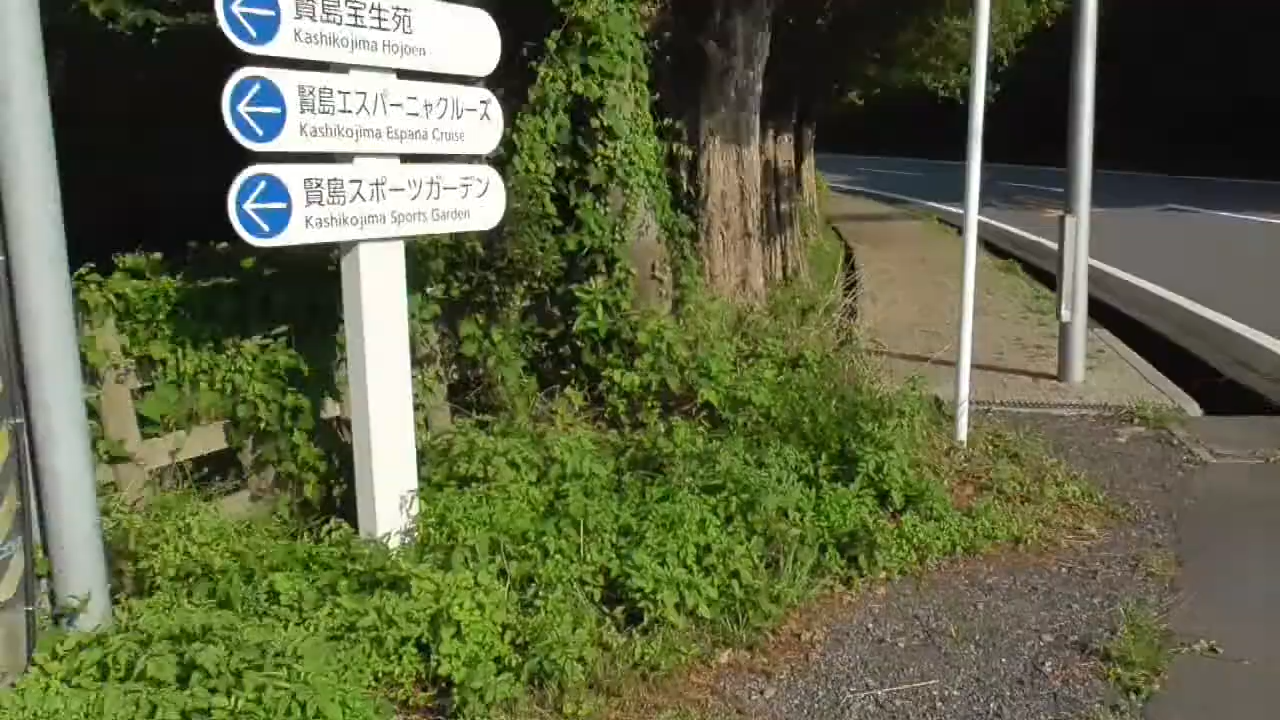 賢島宝生苑
Kashikojima Hojoen
賢島エスパーニャクルーズ
Kashikojima Espana Cruise
賢島スポーツガーデン
Kashikojima Sports Garden